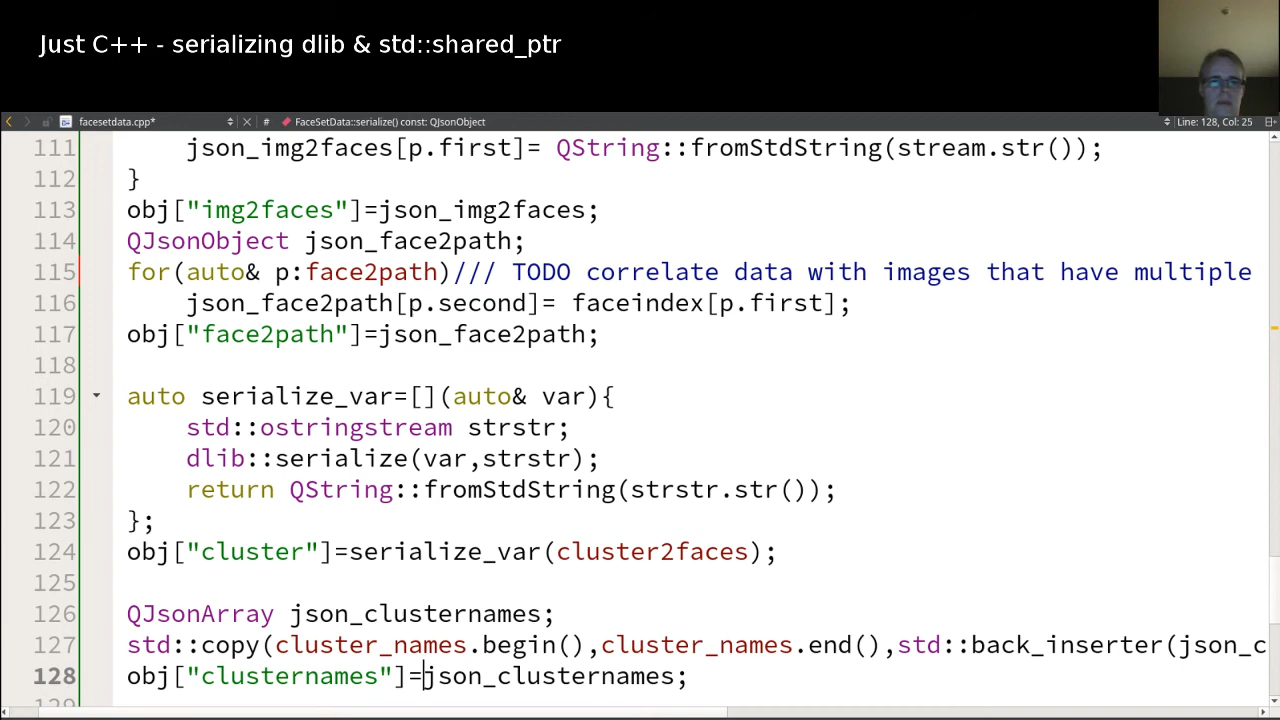 Just C++ - serializing dlib & std::shared_ptr
facesetdata.cpp*
#
FaceSetData::serialize() const: QJsonObject
Line: 128, Col: 25
111 json_img2faces[p.first]= QString::fromStdString(stream.str());
112 }
113 obj["img2faces"]=json_img2faces;
114 QJsonObject json_face2path;
115 for(auto& p:face2path)/// TODO correlate data with images that have multiple
116 json_face2path[p.second]= faceindex[p.first];
117 obj["face2path"]=json_face2path;
118
119 auto serialize_var=[](auto& var){
120 std::ostringstream strstr;
121 dlib::serialize(var,strstr);
122 return QString::fromStdString(strstr.str());
123 };
124 obj["cluster"]=serialize_var(cluster2faces);
125
126 QJsonArray json_clusternames;
127 std::copy(cluster_names.begin(),cluster_names.end(),std::back_inserter(json_c
128 obj["clusternames"]=json_clusternames;